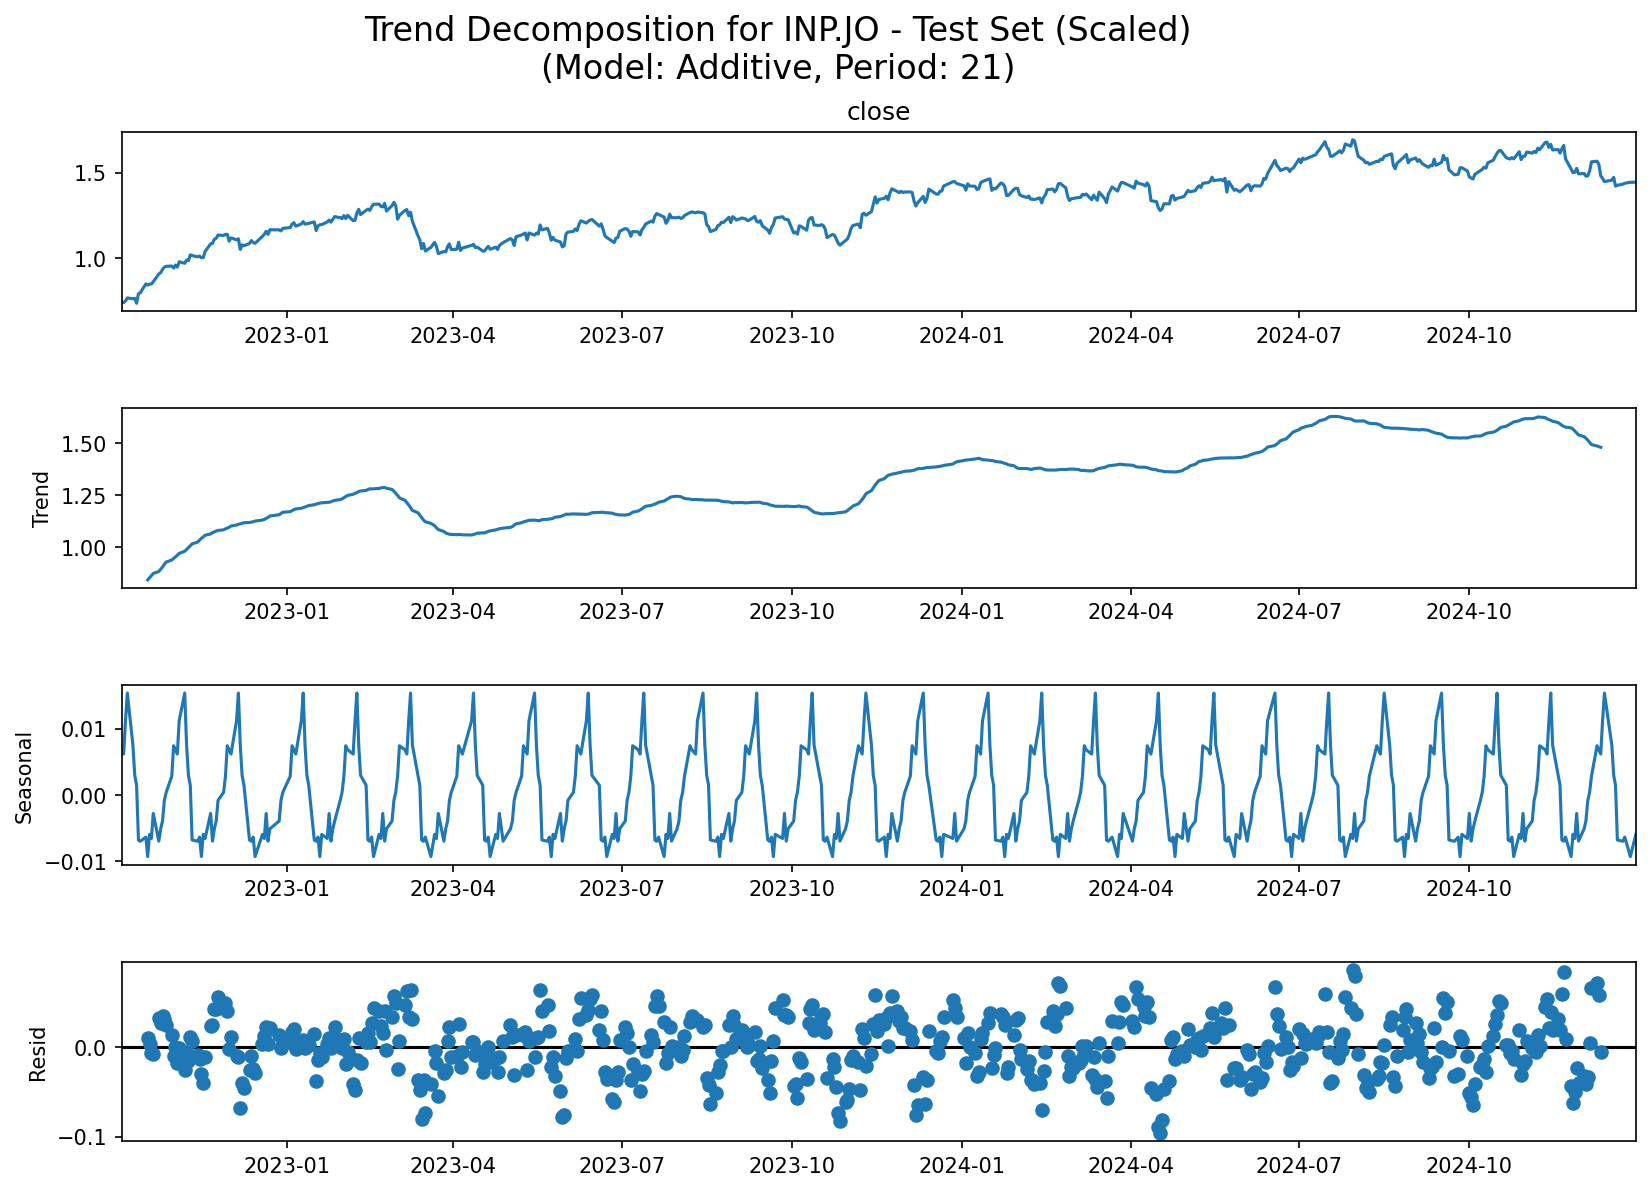 Trend Decomposition for INP.JO - Test Set (Scaled)
(Model: Additive, Period: 21)
close
1.5
1.0
2023-01 2023-04 2023-07 2023-10 2024-01 2024-04 2024-07 2024-10
Trend
1.50
1.25
1.00
2023-01 2023-04 2023-07 2023-10 2024-01 2024-04 2024-07 2024-10
Seasonal
0.01
0.00
−0.01
2023-01 2023-04 2023-07 2023-10 2024-01 2024-04 2024-07 2024-10
Resid
0.0
−0.1
2023-01 2023-04 2023-07 2023-10 2024-01 2024-04 2024-07 2024-10